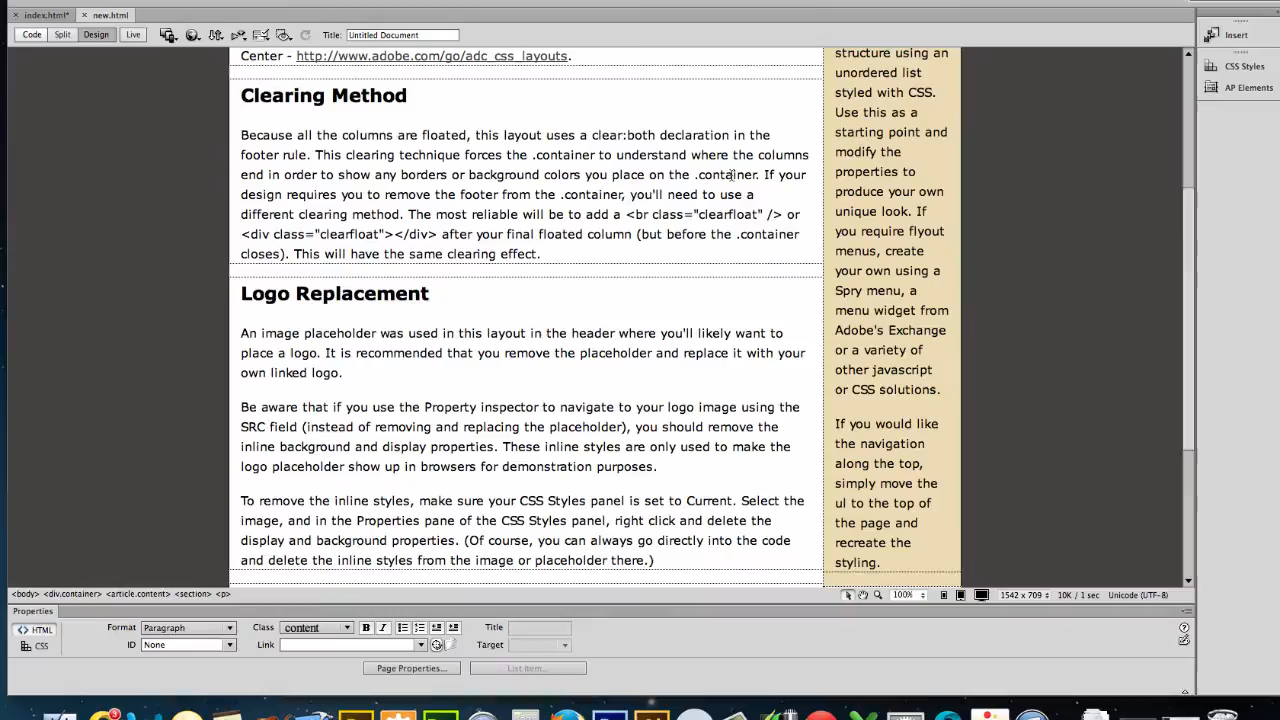 index.html*
new.html
Code Split Design Live Title: Untitled Document
Insert
CSS Styles
AP Elements
Center - http://www.adobe.com/go/adc_css_layouts.
Clearing Method
Because all the columns are floated, this layout uses a clear:both declaration in the
footer rule. This clearing technique forces the .container to understand where the columns
end in order to show any borders or background colors you place on the .container. If your
design requires you to remove the footer from the .container, you'll need to use a
different clearing method. The most reliable will be to add a <br class="clearfloat" /> or
<div class="clearfloat"></div> after your final floated column (but before the .container
closes). This will have the same clearing effect.
Logo Replacement
An image placeholder was used in this layout in the header where you'll likely want to
place a logo. It is recommended that you remove the placeholder and replace it with your
own linked logo.
Be aware that if you use the Property inspector to navigate to your logo image using the
SRC field (instead of removing and replacing the placeholder), you should remove the
inline background and display properties. These inline styles are only used to make the
logo placeholder show up in browsers for demonstration purposes.
To remove the inline styles, make sure your CSS Styles panel is set to Current. Select the
image, and in the Properties pane of the CSS Styles panel, right click and delete the
display and background properties. (Of course, you can always go directly into the code
and delete the inline styles from the image or placeholder there.)
structure using an
unordered list
styled with CSS.
Use this as a
starting point and
modify the
properties to
produce your own
unique look. If
you require flyout
menus, create
your own using a
Spry menu, a
menu widget from
Adobe's Exchange
or a variety of
other javascript
or CSS solutions.
If you would like
the navigation
along the top,
simply move the
ul to the top of
the page and
recreate the
styling.
<body> <div.container> <article.content> <section> <p>
100% 1542 x 709 10K / 1 sec Unicode (UTF-8)
Properties
<> HTML Format Paragraph Class content B I Title
CSS ID None Link Target
Page Properties... List Item...
3